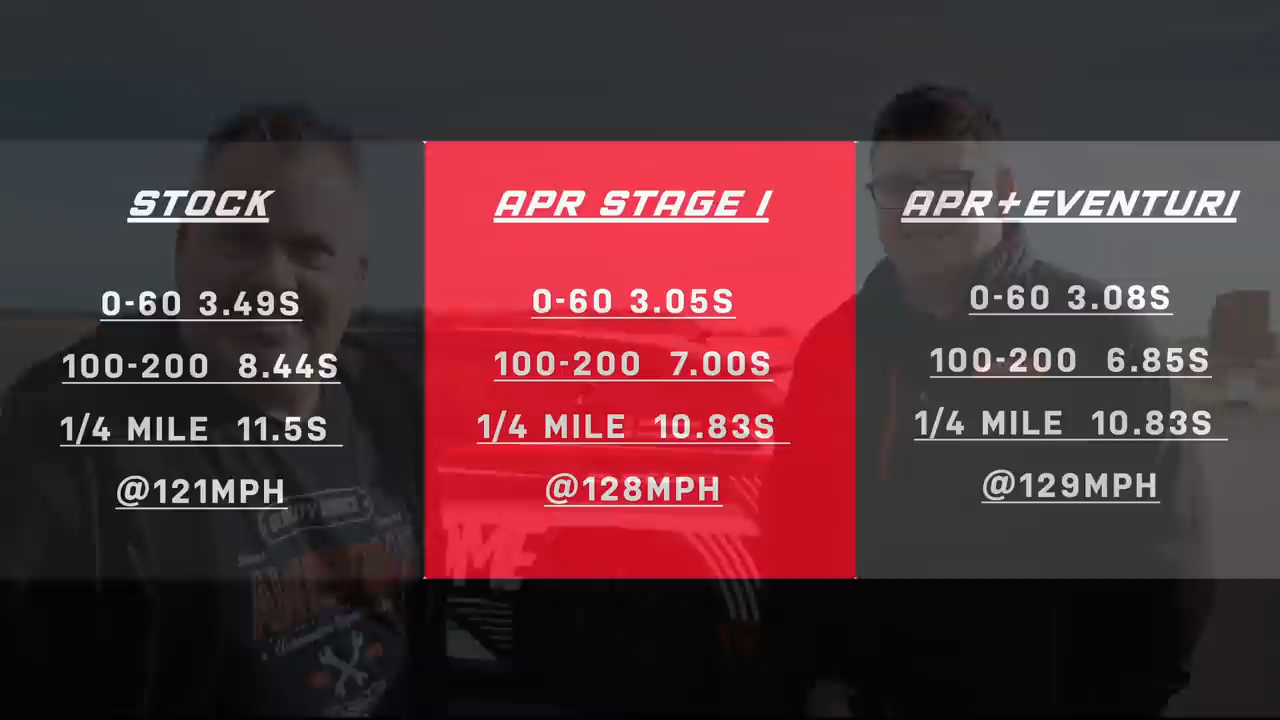 STOCK
0-60 3.49S
100-200 8.44S
1/4 MILE 11.5S
@121MPH
APR STAGE 1
0-60 3.05S
100-200 7.00S
1/4 MILE 10.83S
@128MPH
APR+EVENTURI
0-60 3.08S
100-200 6.85S
1/4 MILE 10.83S
@129MPH